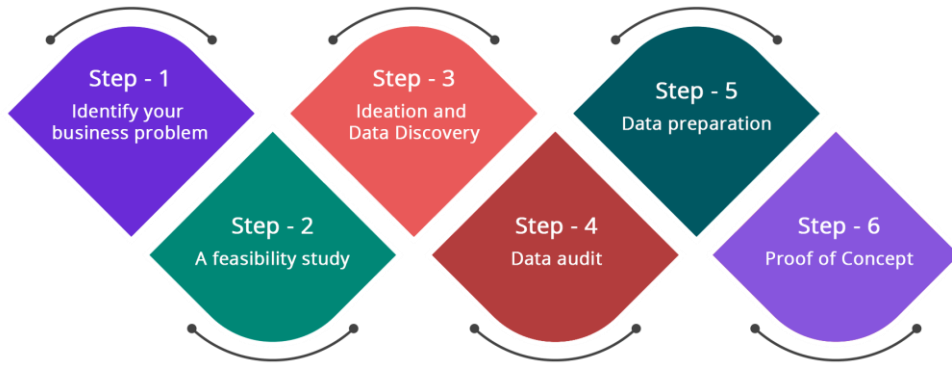 Step - 1
Identify your
business problem
Step - 2
A feasibility study
Step - 3
Ideation and
Data Discovery
Step - 4
Data audit
Step - 5
Data preparation
Step - 6
Proof of Concept